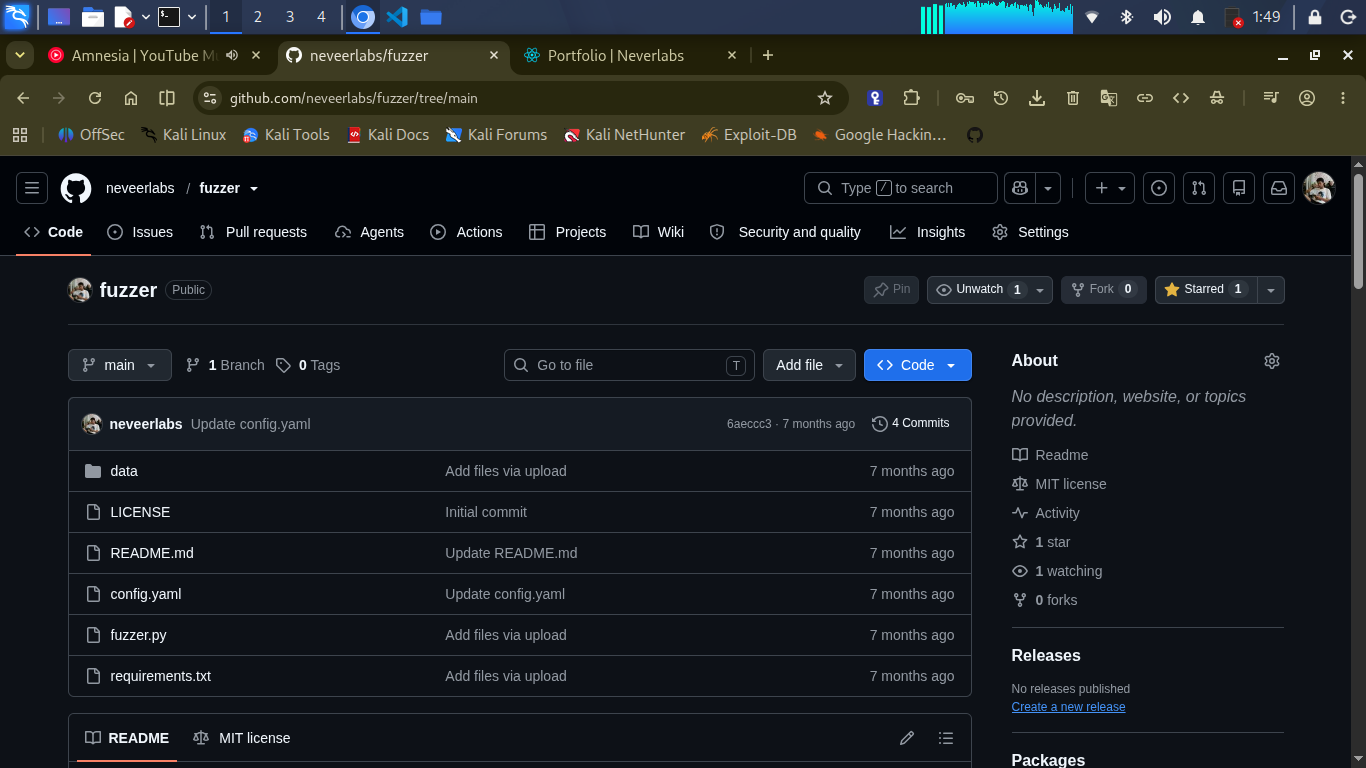 1 2 3 4 1:49
Amnesia | YouTube Mu neveerlabs/fuzzer Portfolio | Neverlabs
github.com/neveerlabs/fuzzer/tree/main
OffSec Kali Linux Kali Tools Kali Docs Kali Forums Kali NetHunter Exploit-DB Google Hackin...
neveerlabs / fuzzer Type / to search
Code Issues Pull requests Agents Actions Projects Wiki Security and quality Insights Settings
fuzzer Public Pin Unwatch 1 Fork 0 Starred 1
main 1 Branch 0 Tags Go to file T Add file Code
neveerlabs Update config.yaml 6aeccc3 · 7 months ago 4 Commits
data Add files via upload 7 months ago
LICENSE Initial commit 7 months ago
README.md Update README.md 7 months ago
config.yaml Update config.yaml 7 months ago
fuzzer.py Add files via upload 7 months ago
requirements.txt Add files via upload 7 months ago
README MIT license
About
No description, website, or topics
provided.
Readme
MIT license
Activity
1 star
1 watching
0 forks
Releases
No releases published
Create a new release
Packages